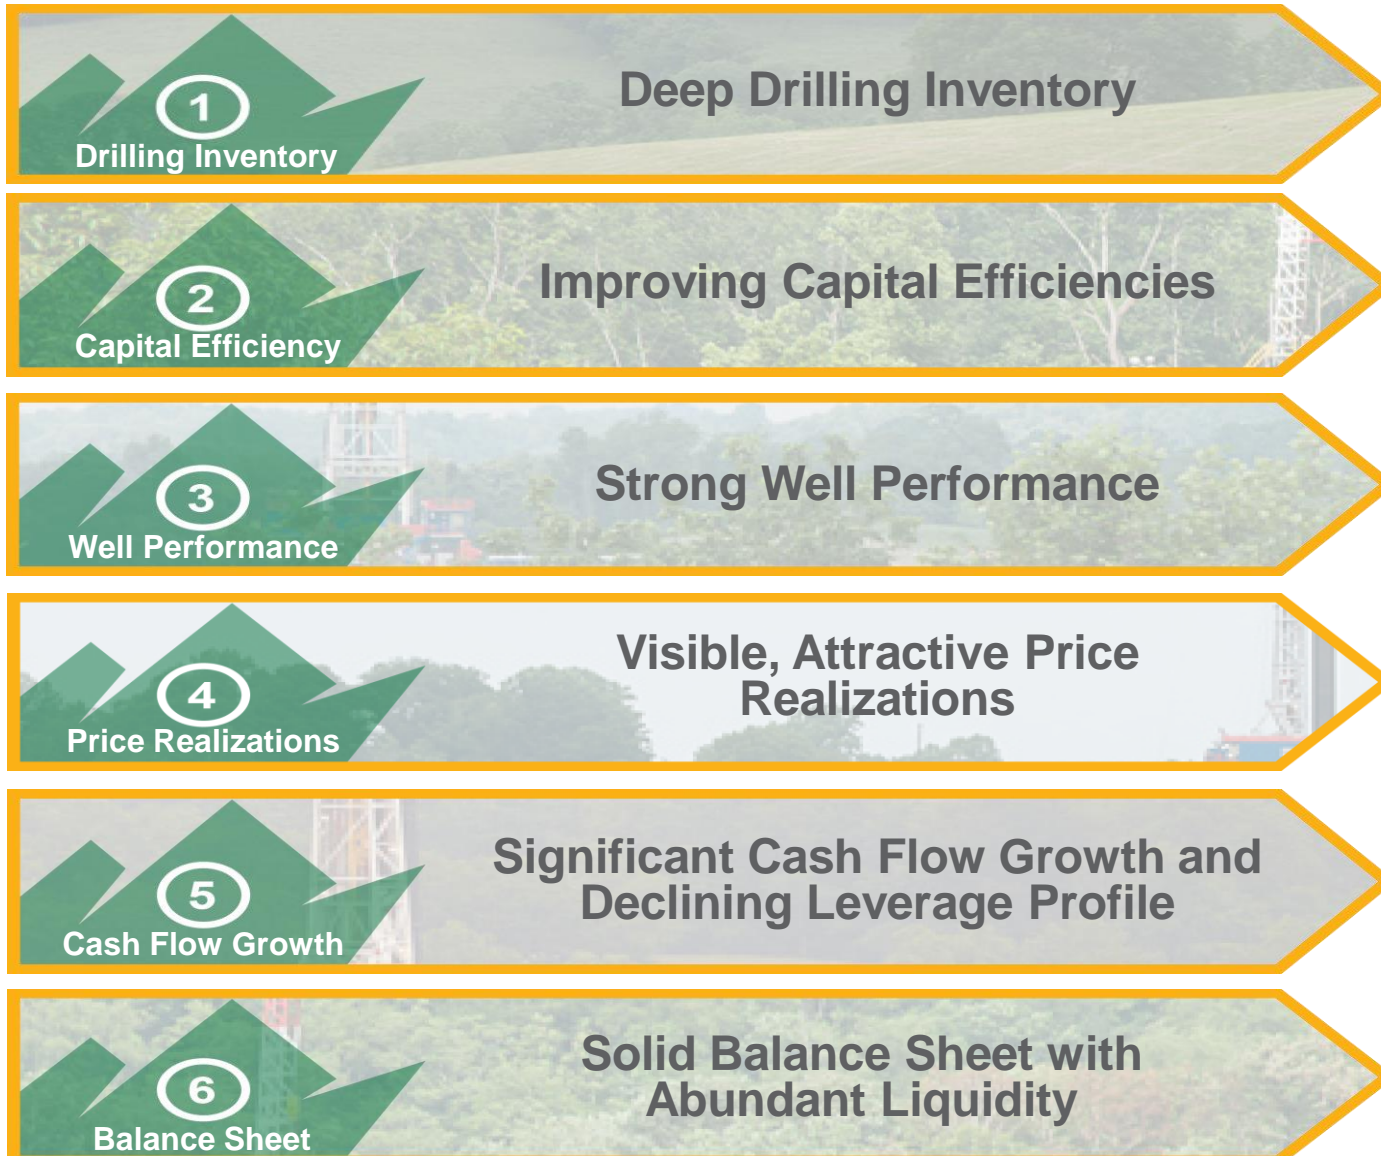 1
Deep Drilling Inventory
Drilling Inventory
2
Improving Capital Efficiencies
Capital Efficiency
3
Strong Well Performance
Well Performance
4
Visible, Attractive Price
Realizations
Price Realizations
5
Significant Cash Flow Growth and
Declining Leverage Profile
Cash Flow Growth
6
Solid Balance Sheet with
Abundant Liquidity
Balance Sheet